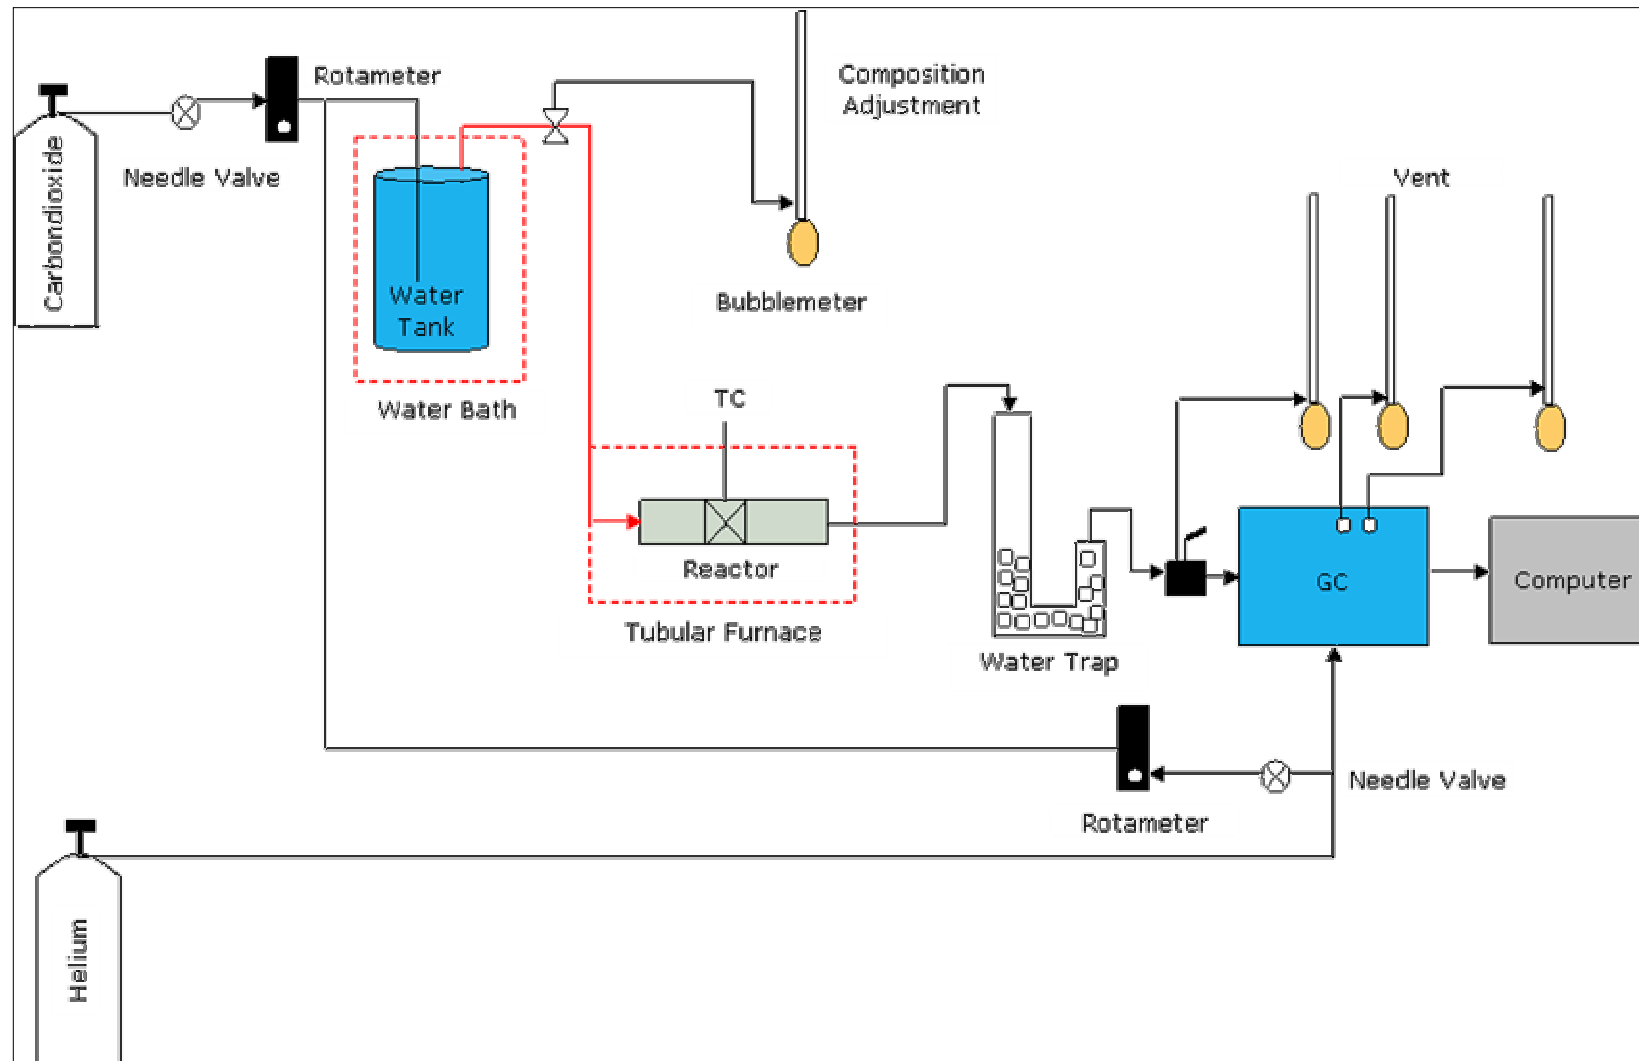 Rotameter
Composition
Adjustment
Carbondioxide
Needle Valve
Vent
Water
Tank
Bubblemeter
Water Bath
TC
Reactor
GC
Computer
Tubular Furnace
Water Trap
Needle Valve
Rotameter
Helium